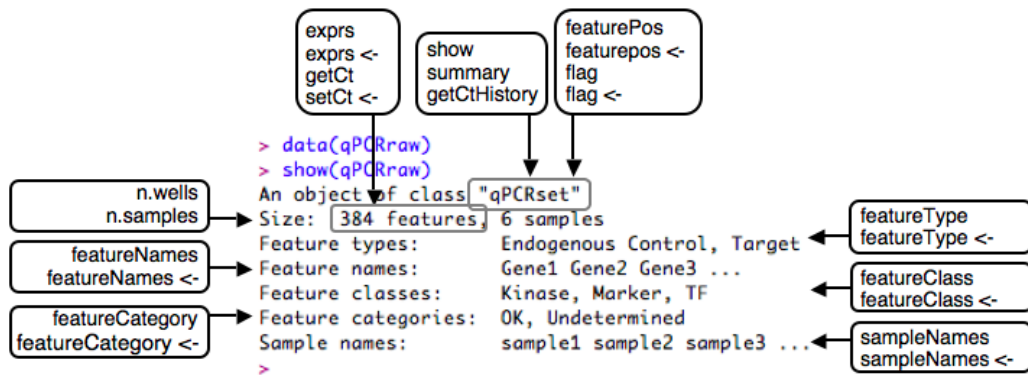 exprs
exprs <-
getCt
setCt <-
show
summary
getCtHistory
featurePos
featurepos <-
flag
flag <-
> data(qPCRraw)
> show(qPCRraw)
An object of class "qPCRset"
Size: 384 features, 6 samples
Feature types: Endogenous Control, Target
Feature names: Gene1 Gene2 Gene3 ...
Feature classes: Kinase, Marker, TF
Feature categories: OK, Undetermined
Sample names: sample1 sample2 sample3 ...
>
n.wells
n.samples
featureNames
featureNames <-
featureCategory
featureCategory <-
featureType
featureType <-
featureClass
featureClass <-
sampleNames
sampleNames <-